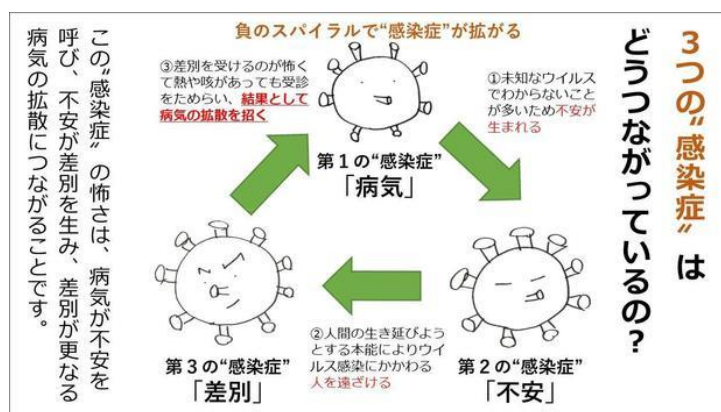 3つの“感染症”は
どうつながっているの？
負のスパイラルで“感染症”が拡がる
①未知なウイルス
でわからないこと
が多いため不安が
生まれる
第１の“感染症”
「病気」
②人間の生き延びよう
とする本能によりウイ
ルス感染にかかわる
人を遠ざける
第２の“感染症”
「不安」
③差別を受けるのが怖く
て熱や咳があっても受診
をためらい、結果として
病気の拡散を招く
第３の“感染症”
「差別」
この“感染症”の怖さは、病気が不安を
呼び、不安が差別を生み、差別が更なる
病気の拡散につながることです。